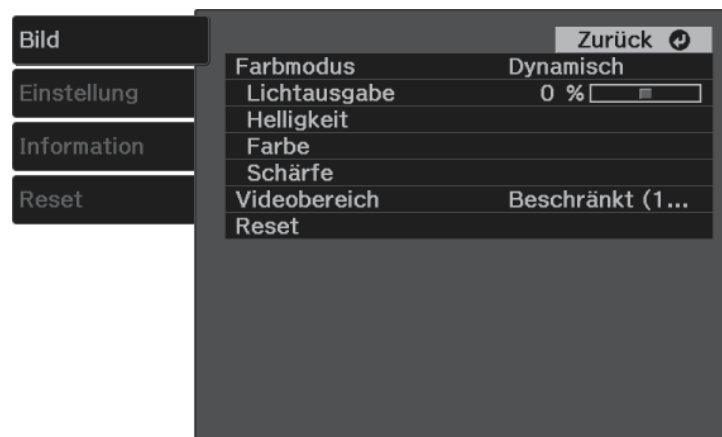 Bild
Einstellung
Information
Reset
Zurück
Farbmodus Dynamisch
Lichtausgabe 0 %
Helligkeit
Farbe
Schärfe
Videobereich Beschränkt (1...
Reset